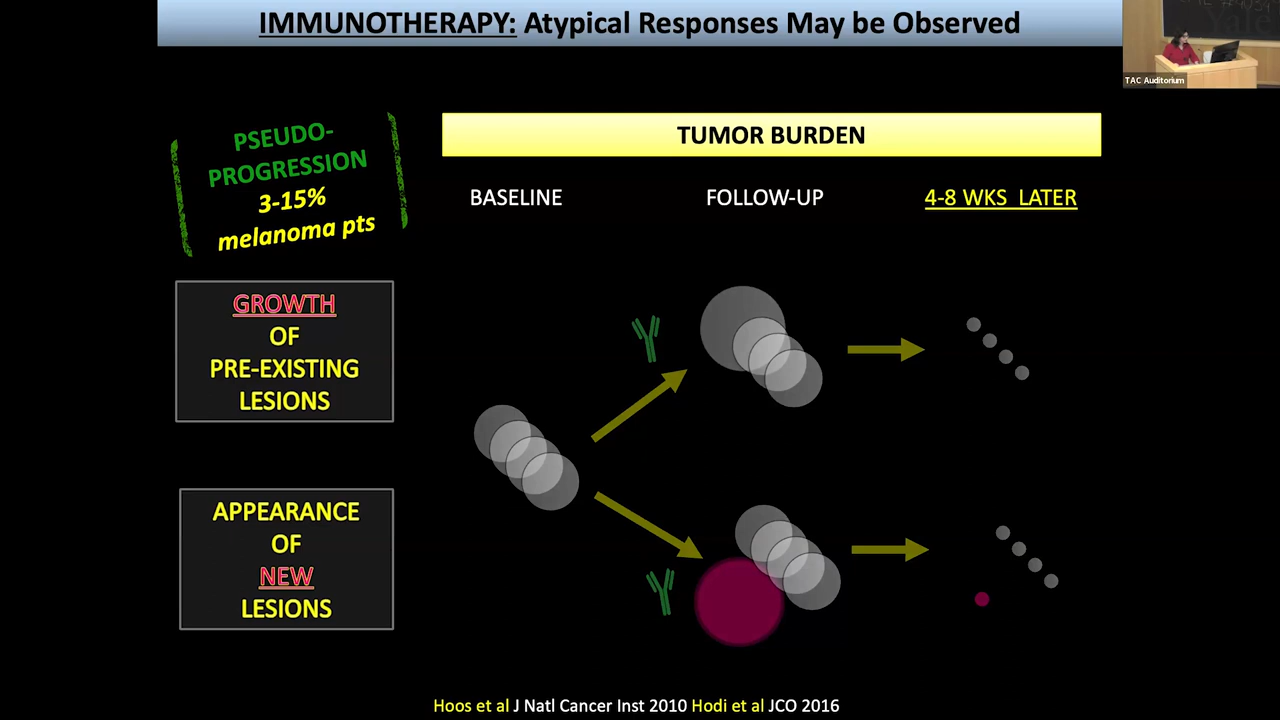 IMMUNOTHERAPY: Atypical Responses May be Observed
TAC Auditorium
PSEUDO-
PROGRESSION
3-15%
melanoma pts
TUMOR BURDEN
BASELINE
FOLLOW-UP
4-8 WKS LATER
GROWTH
OF
PRE-EXISTING
LESIONS
APPEARANCE
OF
NEW
LESIONS
Hoos et al J Natl Cancer Inst 2010 Hodi et al JCO 2016